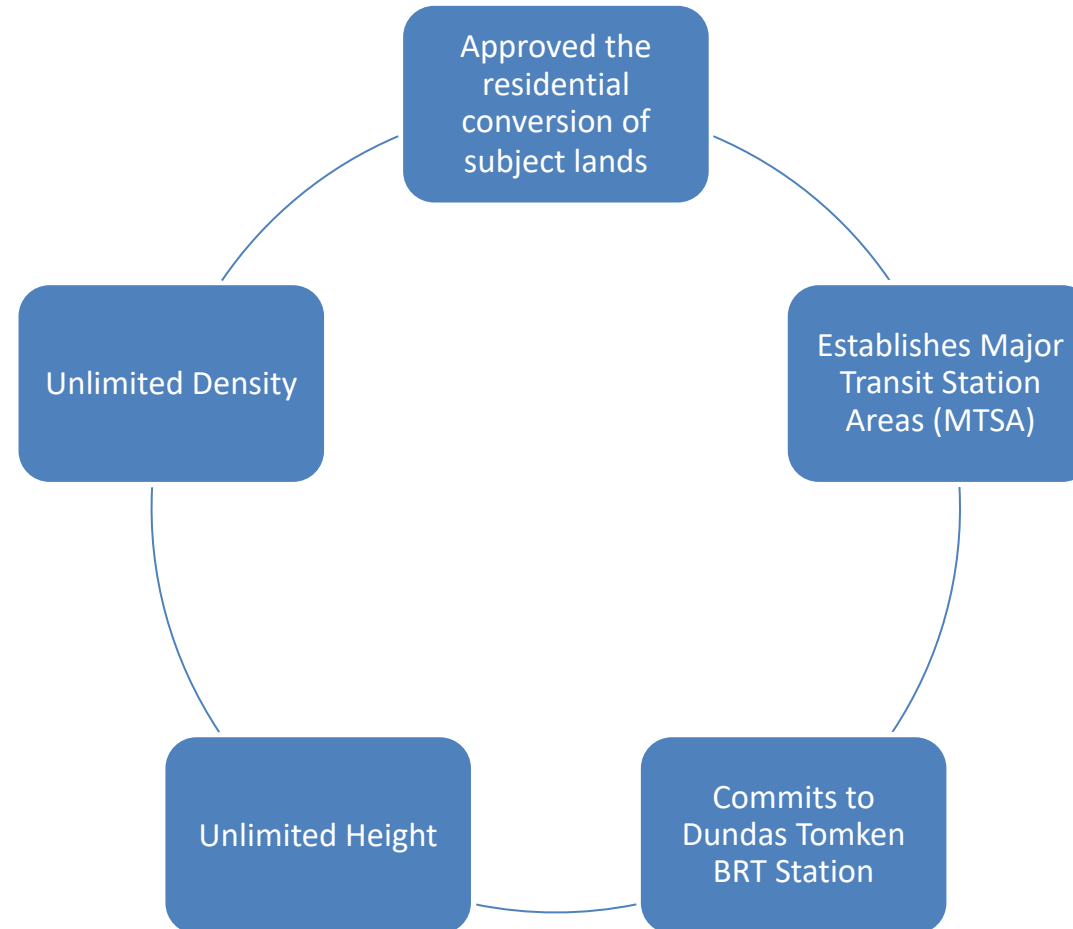 Approved the
residential
conversion of
subject lands
Establishes Major
Transit Station
Areas (MTSA)
Commits to
Dundas Tomken
BRT Station
Unlimited Height
Unlimited Density